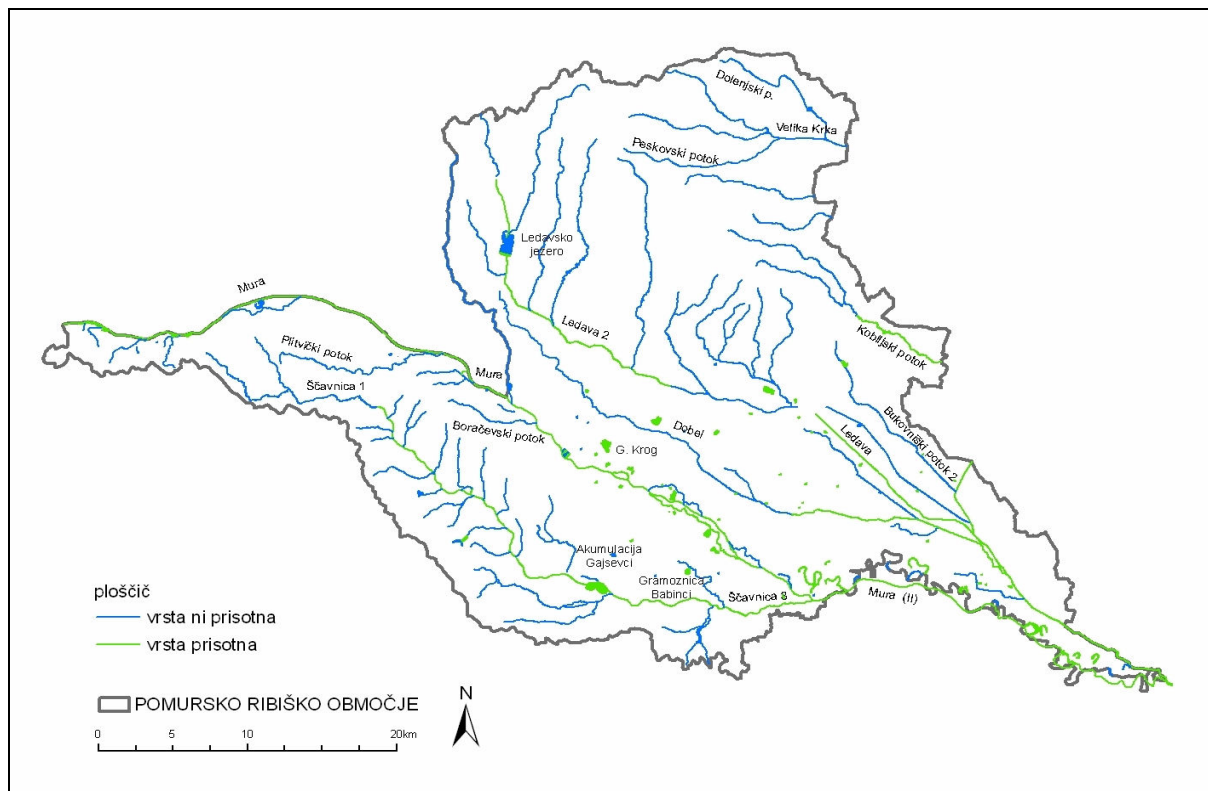 Dolenjski p.
Velika Krka
Peskovski potok
Ledavsko
jezero
Mura
Ledava 2
Kobiljski potok
Plitvički potok
Mura
Ščavnica 1
Dobel
Bukovniški potok 2
Boračevski potok
Ledava
G. Krog
Akumulacija
Gajsevci
Gramoznica
Babinci
Ščavnica 3
Mura (II)
ploščič
vrsta ni prisotna
vrsta prisotna
POMURSKO RIBIŠKO OBMOČJE
N
0 5 10 20km